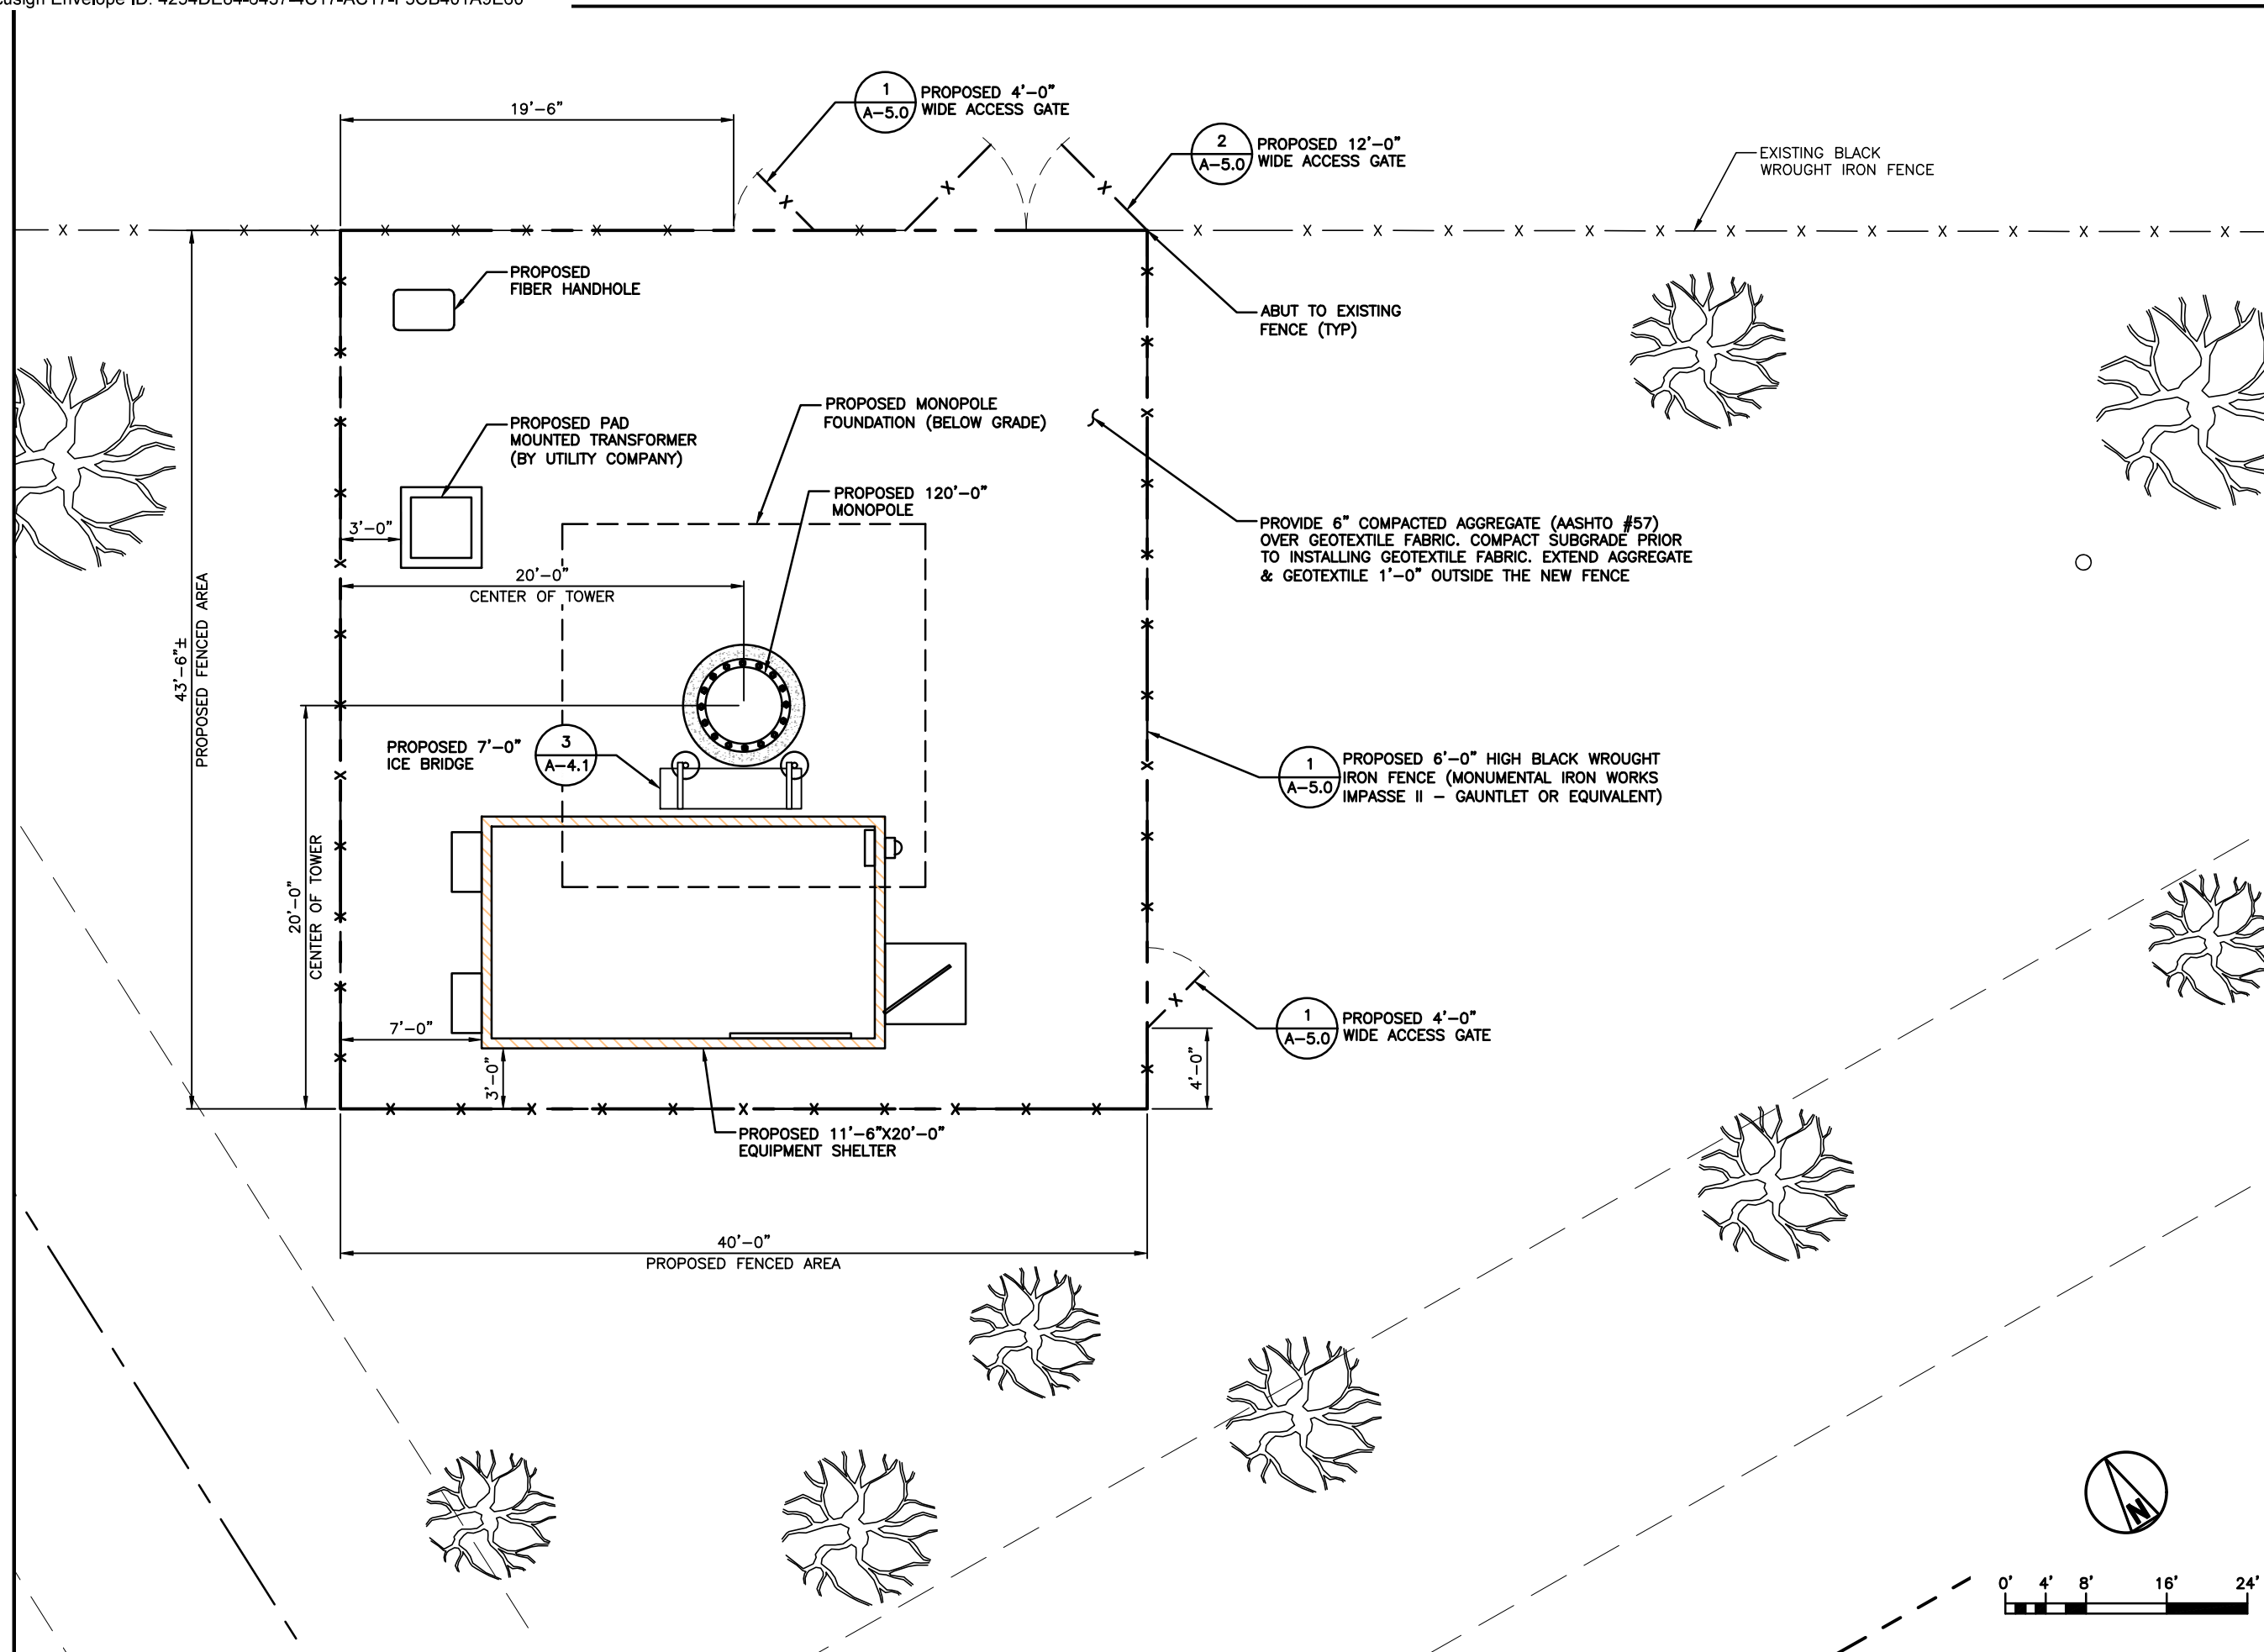 19'-6"
1
A-5.0
PROPOSED 4'-0"
WIDE ACCESS GATE
2
A-5.0
PROPOSED 12'-0"
WIDE ACCESS GATE
EXISTING BLACK
WROUGHT IRON FENCE
PROPOSED
FIBER HANDHOLE
ABUT TO EXISTING
FENCE (TYP)
PROPOSED MONOPOLE
FOUNDATION (BELOW GRADE)
PROPOSED PAD
MOUNTED TRANSFORMER
(BY UTILITY COMPANY)
PROPOSED 120'-0"
MONOPOLE
3'-0"
PROVIDE 6" COMPACTED AGGREGATE (AASHTO #57)
OVER GEOTEXTILE FABRIC. COMPACT SUBGRADE PRIOR
TO INSTALLING GEOTEXTILE FABRIC. EXTEND AGGREGATE
& GEOTEXTILE 1'-0" OUTSIDE THE NEW FENCE
20'-0"
CENTER OF TOWER
43'-6"±
PROPOSED FENCED AREA
PROPOSED 7'-0"
ICE BRIDGE
3
A-4.1
1
A-5.0
PROPOSED 6'-0" HIGH BLACK WROUGHT
IRON FENCE (MONUMENTAL IRON WORKS
IMPASSE II - GAUNTLET OR EQUIVALENT)
20'-0"
CENTER OF TOWER
7'-0"
3'-0"
1
A-5.0
PROPOSED 4'-0"
WIDE ACCESS GATE
4'-0"
PROPOSED 11'-6"X20'-0"
EQUIPMENT SHELTER
40'-0"
PROPOSED FENCED AREA
N
0' 4' 8' 16' 24'